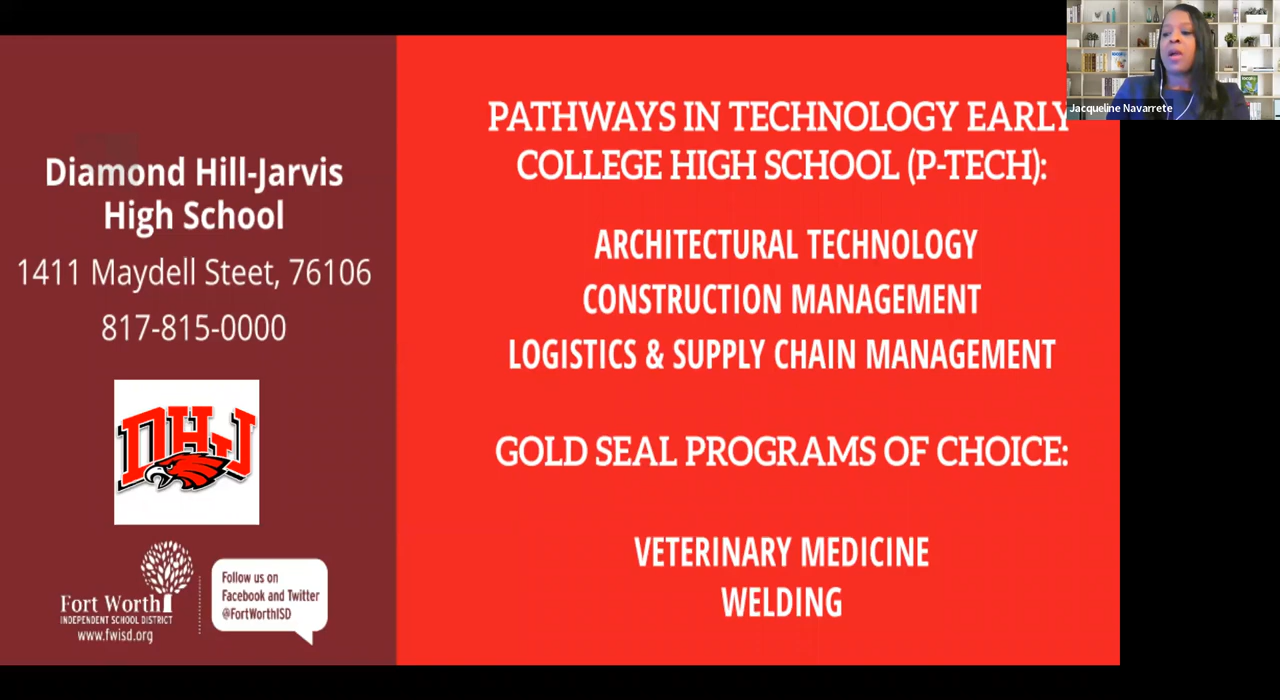 Diamond Hill-Jarvis
High School
1411 Maydell Steet, 76106
817-815-0000
DHJ
Fort Worth
INDEPENDENT SCHOOL DISTRICT
www.fwisd.org
Follow us on
Facebook and Twitter
@FortWorthISD
PATHWAYS IN TECHNOLOGY EARLY
COLLEGE HIGH SCHOOL (P-TECH):
ARCHITECTURAL TECHNOLOGY
CONSTRUCTION MANAGEMENT
LOGISTICS & SUPPLY CHAIN MANAGEMENT
GOLD SEAL PROGRAMS OF CHOICE:
VETERINARY MEDICINE
WELDING
Jacqueline Navarrete